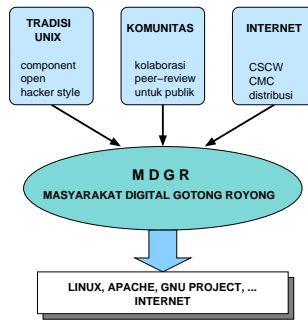 TRADISI
UNIX
component
open
hacker style
KOMUNITAS
kolaborasi
peer–review
untuk publik
INTERNET
CSCW
CMC
distribusi
M D G R
MASYARAKAT DIGITAL GOTONG ROYONG
LINUX, APACHE, GNU PROJECT, ...
INTERNET